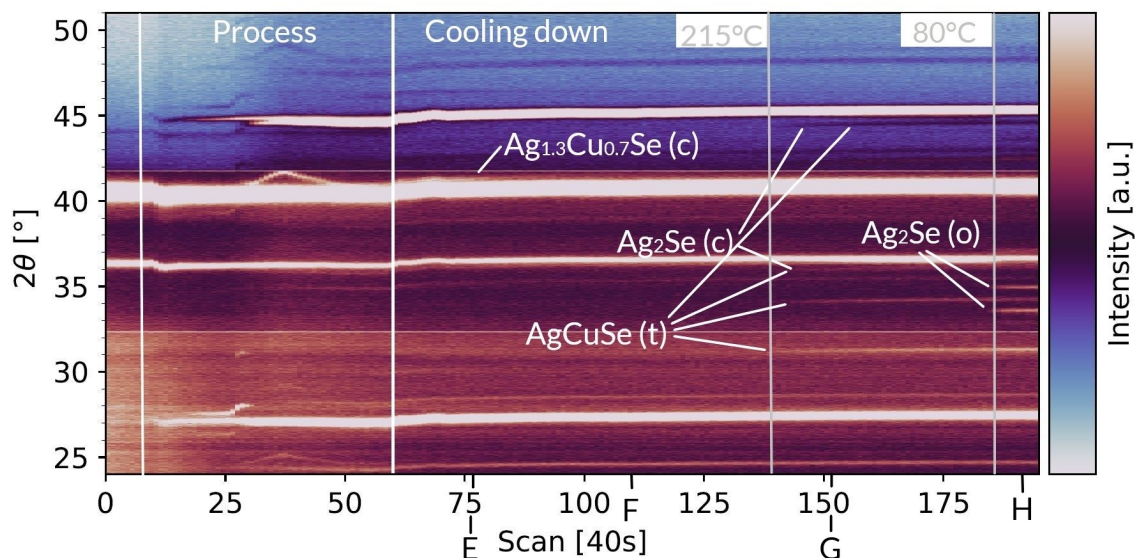 50
45
40
35
30
25
2θ [°]
Process
Cooling down
215°C
80°C
Ag1.3Cu0.7Se (c)
Ag2Se (c)
Ag2Se (o)
AgCuSe (t)
0 25 50 75 100 125 150 175
E F G H
Scan [40s]
Intensity [a.u.]